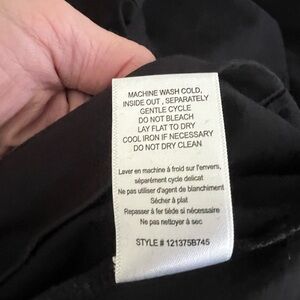 MACHINE WASH COLD,
INSIDE OUT , SEPARATELY
GENTLE CYCLE
DO NOT BLEACH
LAY FLAT TO DRY
COOL IRON IF NECESSARY
DO NOT DRY CLEAN
Laver en machine à froid sur l'envers,
séparément cycle delicat
Ne pas utiliser d'agent de blanchiment
Sécher à plat
Repasser à fer tiède si nécessaire
Ne pas nettoyer à sec
STYLE # 121375B745